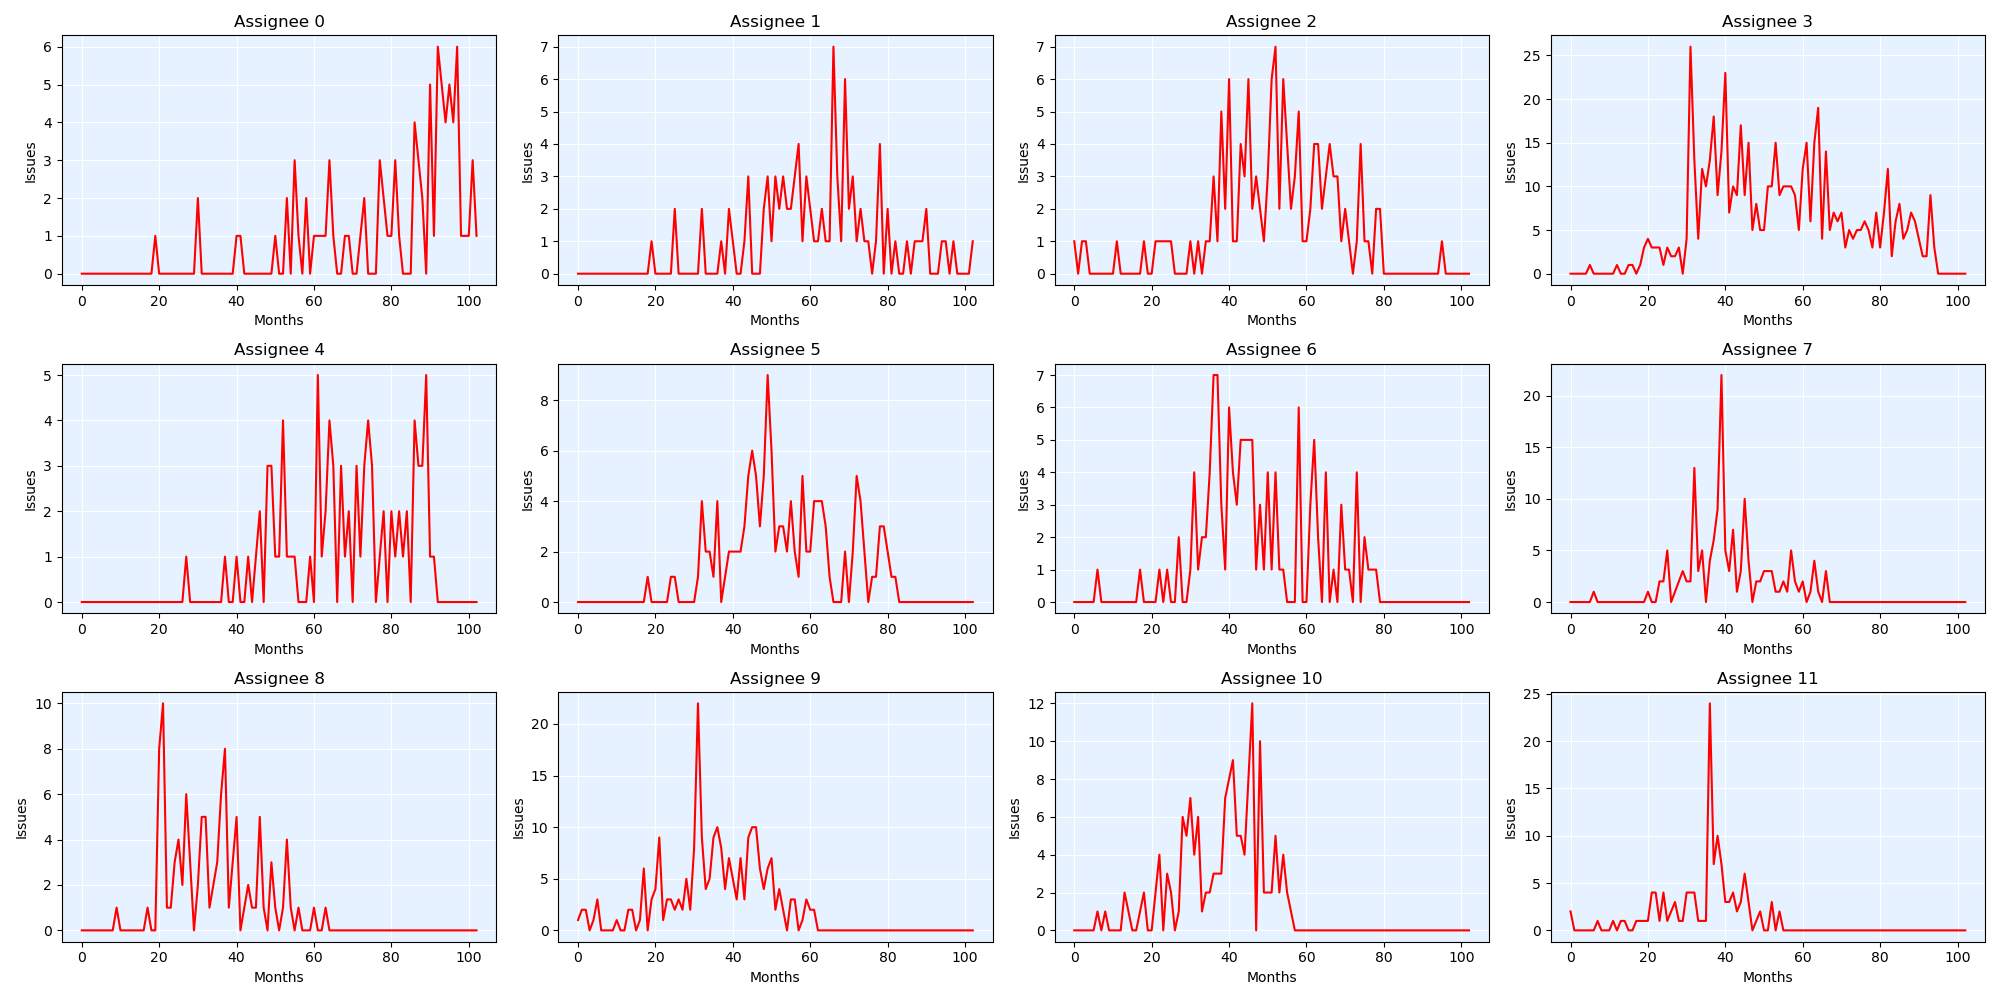 Assignee 0 Assignee 1 Assignee 2 Assignee 3
6 7 7 25
5 6 6 20
4 5 5 15
3 4 4 10
2 3 3 5
1 2 2 0
0 1 1
0 0
Issues Issues Issues Issues
0 20 40 60 80 100 0 20 40 60 80 100 0 20 40 60 80 100 0 20 40 60 80 100
Months Months Months Months
Assignee 4 Assignee 5 Assignee 6 Assignee 7
5 8 7 20
4 6 6 15
3 4 5 10
2 2 4 5
1 0 3 0
0 2
1
0
Issues Issues Issues Issues
0 20 40 60 80 100 0 20 40 60 80 100 0 20 40 60 80 100 0 20 40 60 80 100
Months Months Months Months
Assignee 8 Assignee 9 Assignee 10 Assignee 11
10 20 12 25
8 15 10 20
6 10 8 15
4 5 6 10
2 0 4 5
0 2 0
0
Issues Issues Issues Issues
0 20 40 60 80 100 0 20 40 60 80 100 0 20 40 60 80 100 0 20 40 60 80 100
Months Months Months Months